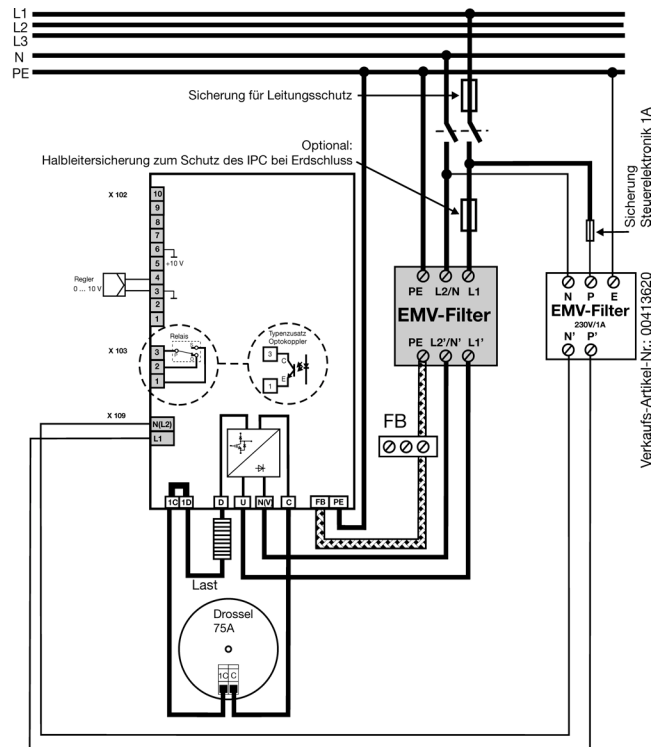 L1
L2
L3
N
PE
Sicherung für Leitungsschutz
Optional:
Halbleitersicherung zum Schutz des IPC bei Erdschluss
Sicherung
Steuerelektronik 1A
X 102
10
9
8
7
6
5
+10 V
4
3
2
1
Regler
0 ... 10 V
Relais
X 103
3
2
1
Typenzusatz
Optokoppler
3
C
E
1
X 109
N(L2)
L1
PE L2/N L1
EMV-Filter
PE L2'/N' L1'
N P E
EMV-Filter
230V/1A
N' P'
Verkaufs-Artikel-Nr.: 00413620
FB
1C 1D D U N(V) C FB PE
Last
Drossel
75A
1C C